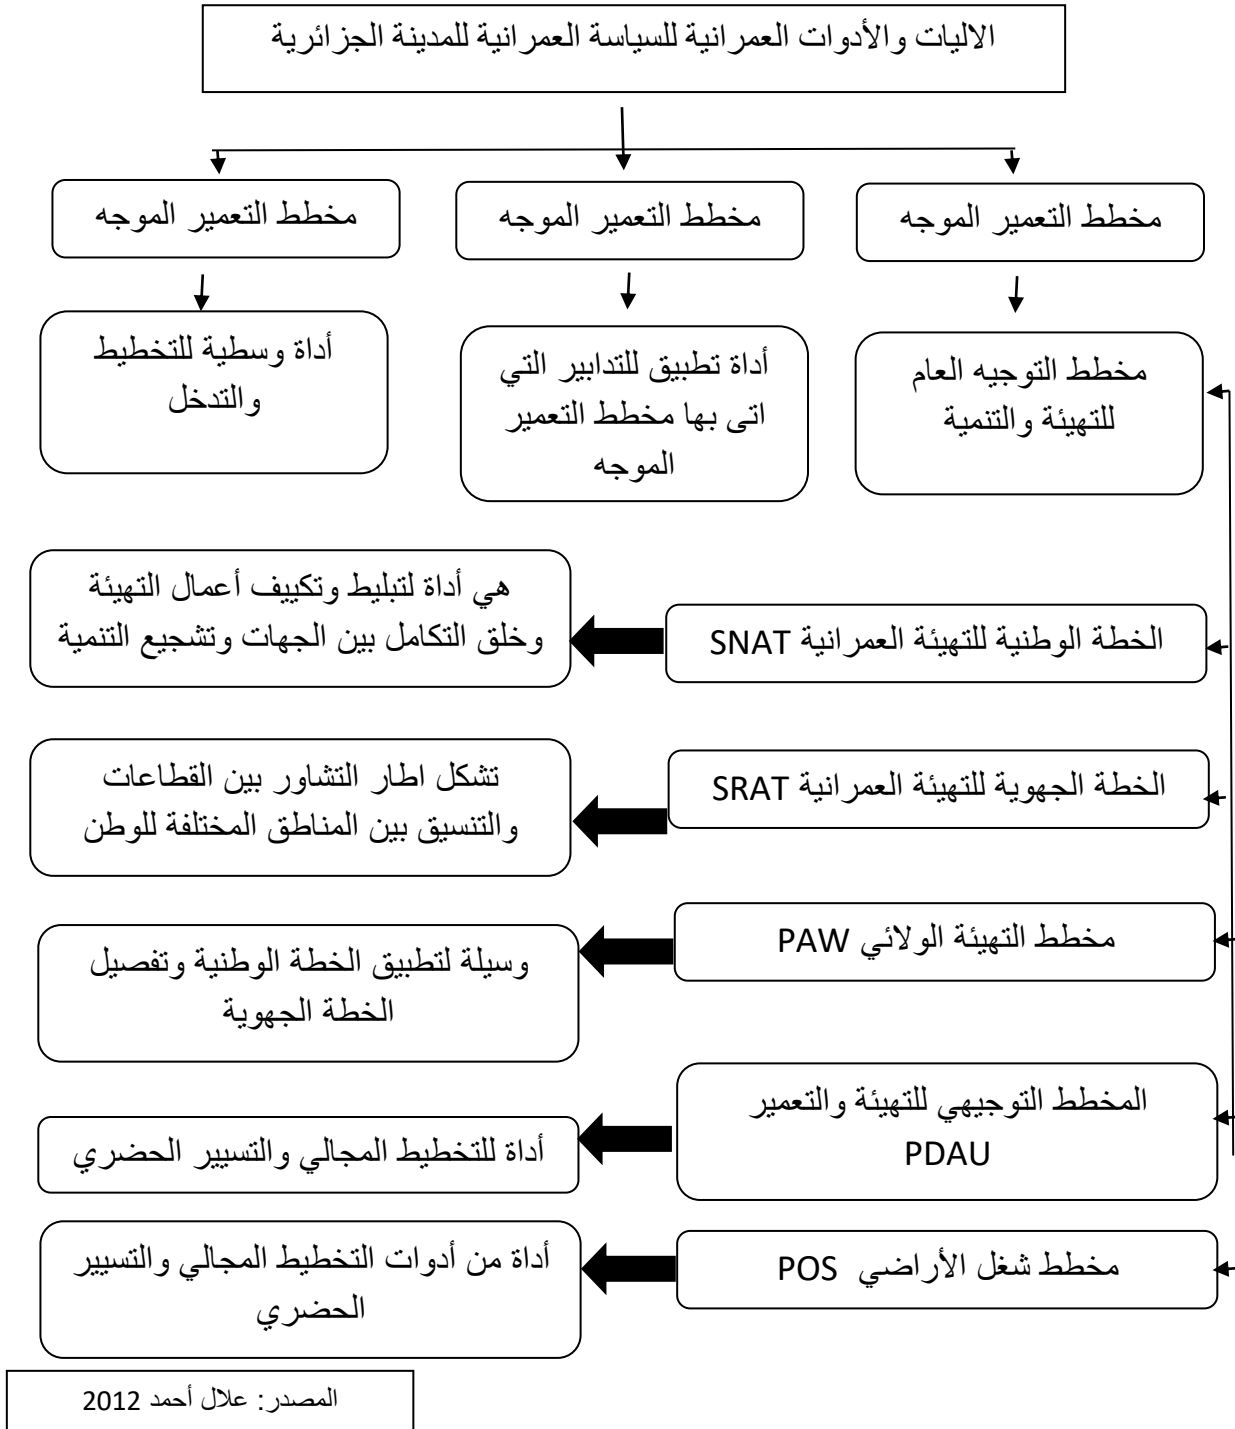 الاليات والأدوات العمرانية للسياسة العمرانية للمدينة الجزائرية
مخطط التعمير الموجه
مخطط التعمير الموجه
مخطط التعمير الموجه
مخطط التوجيه العام
للتهيئة والتنمية
أداة تطبيق للتدابير التي
اتى بها مخطط التعمير
الموجه
أداة وسطية للتخطيط
والتدخل
الخطة الوطنية للتهيئة العمرانية SNAT
هي أداة لتبليط وتكييف أعمال التهيئة
وخلق التكامل بين الجهات وتشجيع التنمية
الخطة الجهوية للتهيئة العمرانية SRAT
تشكل اطار التشاور بين القطاعات
والتنسيق بين المناطق المختلفة للوطن
مخطط التهيئة الولائي PAW
وسيلة لتطبيق الخطة الوطنية وتفصيل
الخطة الجهوية
المخطط التوجيهي للتهيئة والتعمير
PDAU
أداة للتخطيط المجالي والتسيير الحضري
مخطط شغل الأراضي POS
أداة من أدوات التخطيط المجالي والتسيير
الحضري
المصدر: علال أحمد 2012